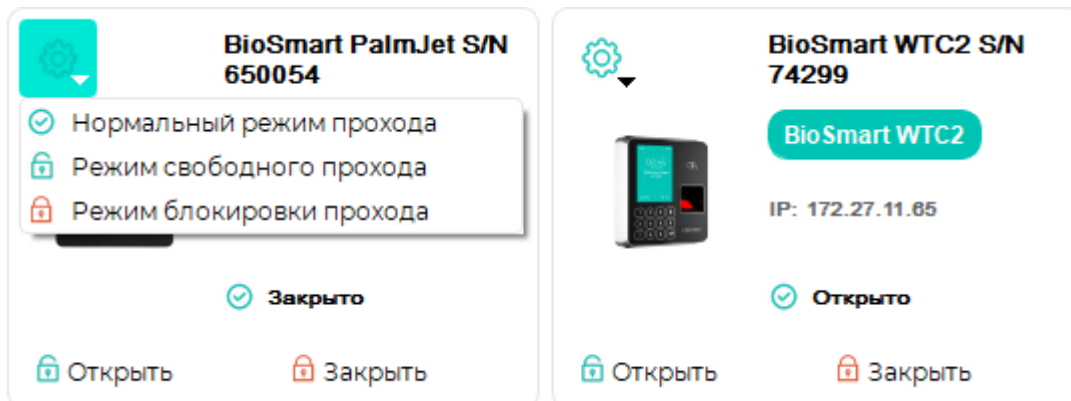 BioSmart PalmJet S/N
650054
Нормальный режим прохода
Режим свободного прохода
Режим блокировки прохода
Закрыто
Открыть
Закрыть
BioSmart WTC2 S/N
74299
BioSmart WTC2
IP: 172.27.11.65
Открыто
Открыть
Закрыть